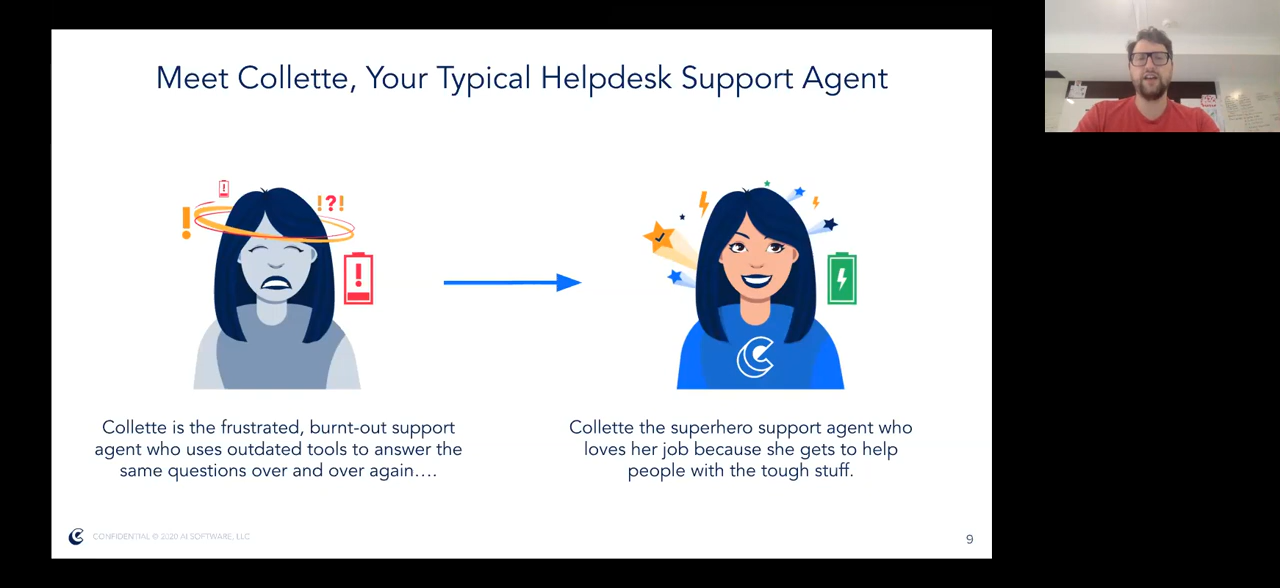 Meet Collette, Your Typical Helpdesk Support Agent
!
!
!?!
!
Collette is the frustrated, burnt-out support
agent who uses outdated tools to answer the
same questions over and over again....
Collette the superhero support agent who
loves her job because she gets to help
people with the tough stuff.
CONFIDENTIAL © 2020 AI SOFTWARE, LLC
9